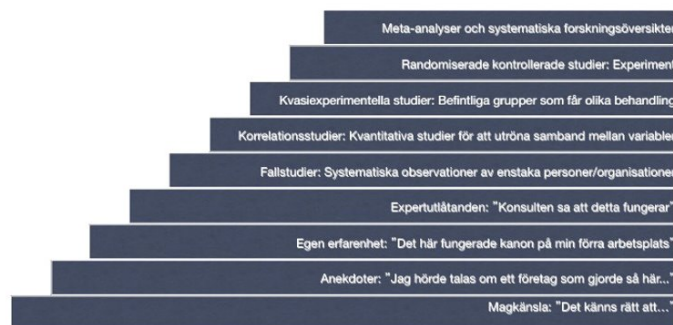 Meta-analyser och systematiska forskningsöversikter
Randomiserade kontrollerade studier: Experiment
Kvasiexperimentella studier: Befintliga grupper som får olika behandling
Korrelationsstudier: Kvantitativa studier för att utröna samband mellan variabler
Fallstudier: Systematiska observationer av enstaka personer/organisationer
Expertutlåtanden: ”Konsulten sa att detta fungerar”
Egen erfarenhet: ”Det här fungerade kanon på min förra arbetsplats”
Anekdoter: ”Jag hörde talas om ett företag som gjorde så här...”
Magkänsla: ”Det känns rätt att...”